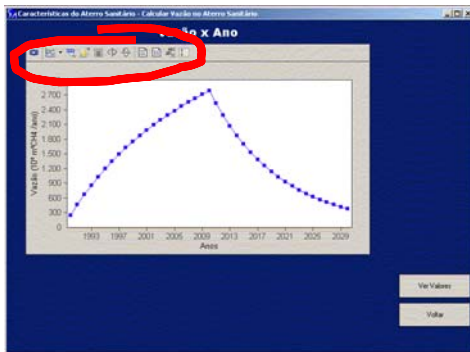 Características do Aterro Sanitário - Calcular Vazão no Aterro Sanitário
Vazão x Ano
Vazão (10⁶ m³CH4 /ano)
2.700
2.400
2.100
1.800
1.500
1.200
900
600
300
0
1993 1997 2001 2005 2009 2013 2017 2021 2025 2029
Anos
Ver Valores
Voltar